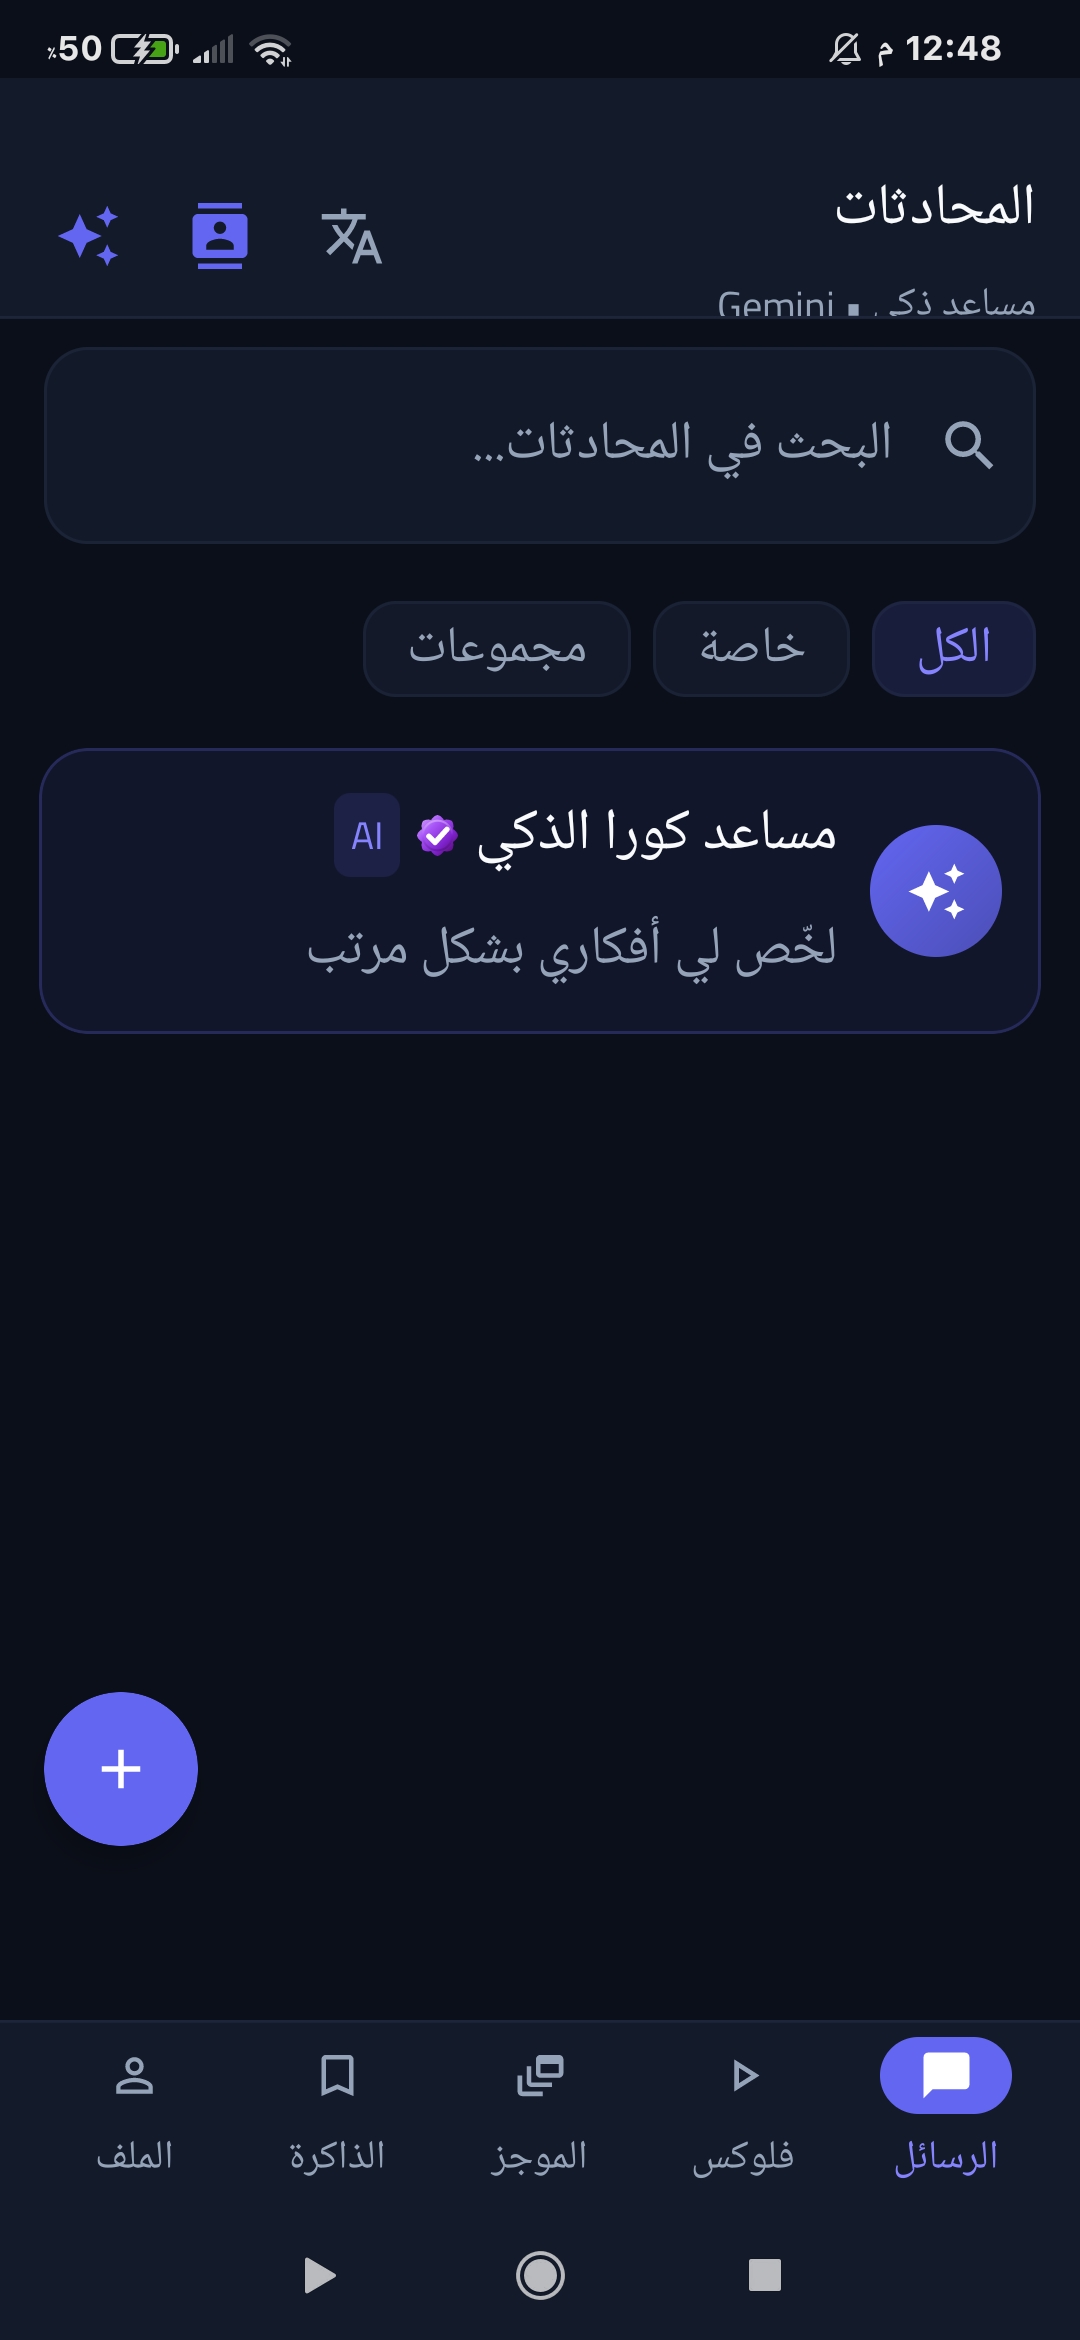 12:48 م
50٪
المحادثات
مساعد ذكي ▪ Gemini
البحث في المحادثات...
الكل
خاصة
مجموعات
مساعد كورا الذكي AI
لخّص لي أفكاري بشكل مرتب
الرسائل
فلوكس
الموجز
الذاكرة
الملف